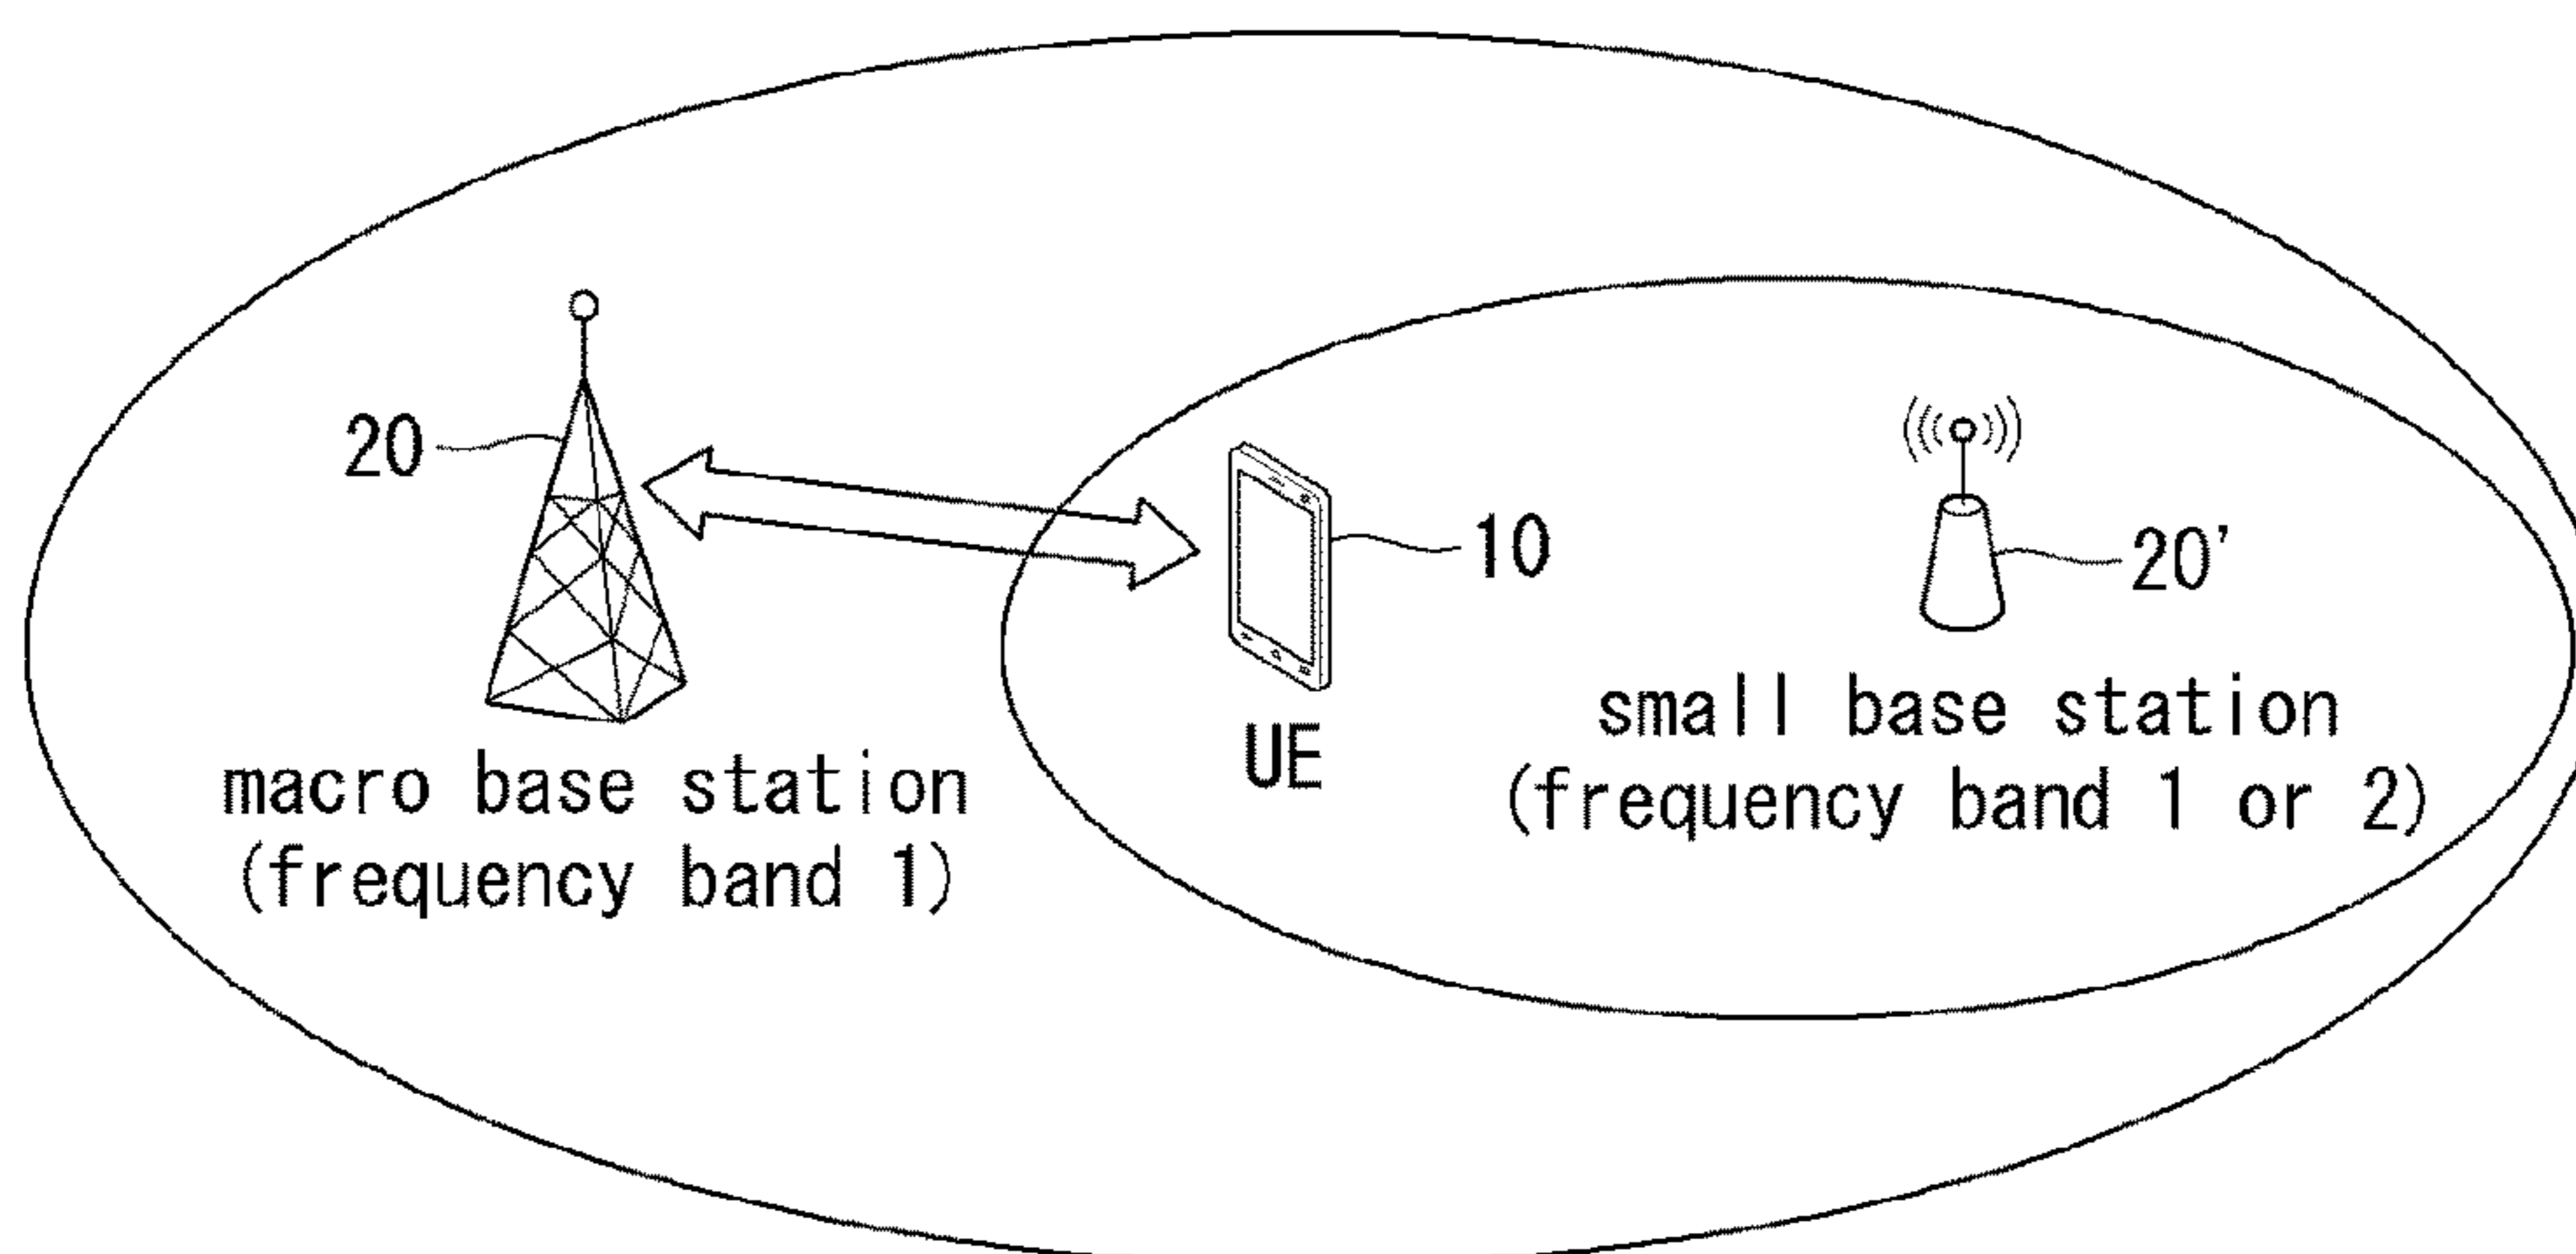 20
10
20'
macro base station
(frequency band 1)
UE
small base station
(frequency band 1 or 2)